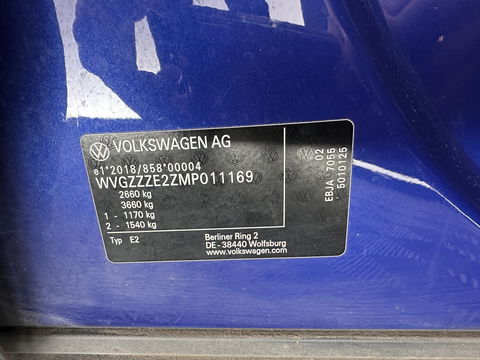 VOLKSWAGEN AG
e1*2018/858*00004
WVGZZZE2ZMP011169
2660 kg
3660 kg
1 - 1170 kg
2 - 1540 kg
Typ E2
Berliner Ring 2
DE - 38440 Wolfsburg
www.volkswagen.com
02
EBJA 7055
5010125